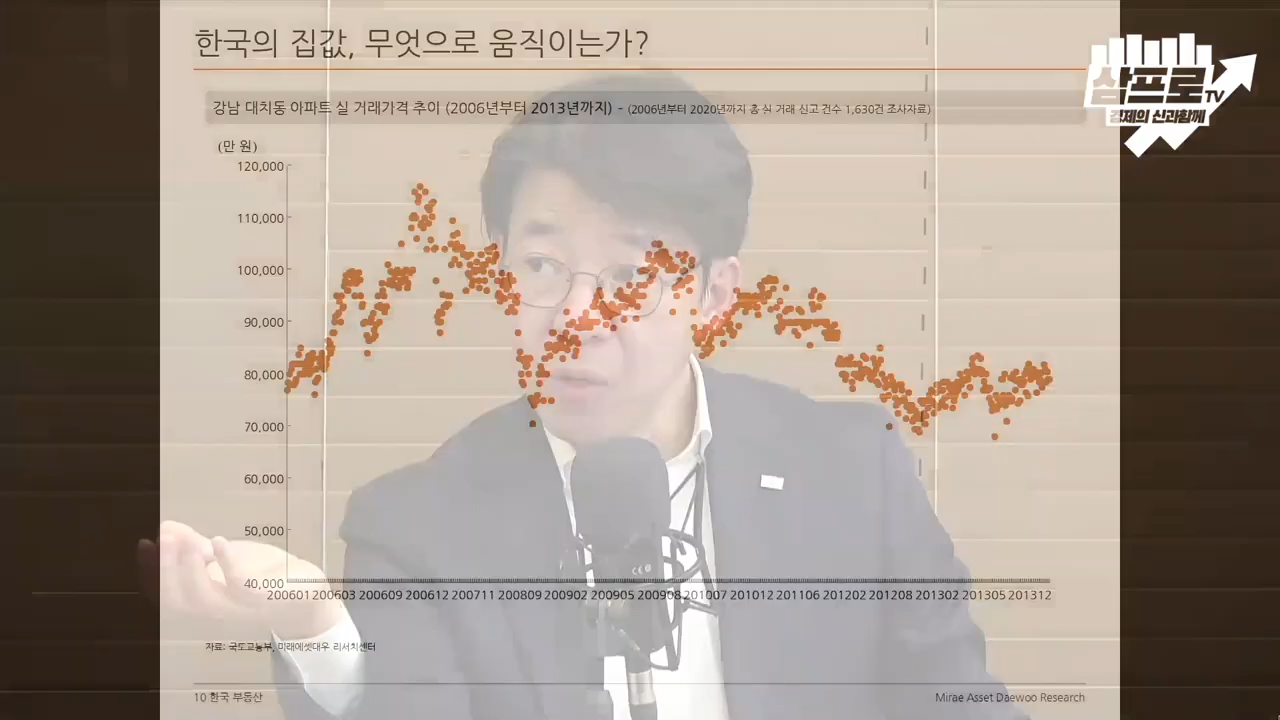 한국의 집값, 무엇으로 움직이는가?
삼프로TV
경제의 신과함께
강남 대치동 아파트 실 거래가격 추이 (2006년부터 2013년까지) - (2006년부터 2020년까지 총 실 거래 신고 건수 1,630건 조사자료)
(만 원)
120,000
110,000
100,000
90,000
80,000
70,000
60,000
50,000
40,000
200601 200603 200609 200612 200711 200809 200902 200905 200908 201007 201012 201106 201202 201208 201302 201305 201312
자료: 국토교통부, 미래에셋대우 리서치센터
10 한국 부동산
Mirae Asset Daewoo Research